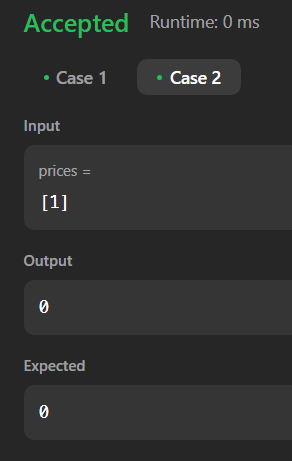 Accepted Runtime: 0 ms
• Case 1 • Case 2
Input
prices =
[1]
Output
0
Expected
0